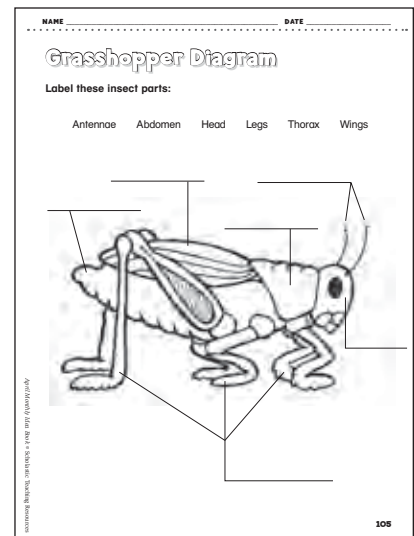 NAME DATE
Grasshopper Diagram
Label these insect parts:
Antennae Abdomen Head Legs Thorax Wings
April Monthly Idea Book © Scholastic Teaching Resources
105